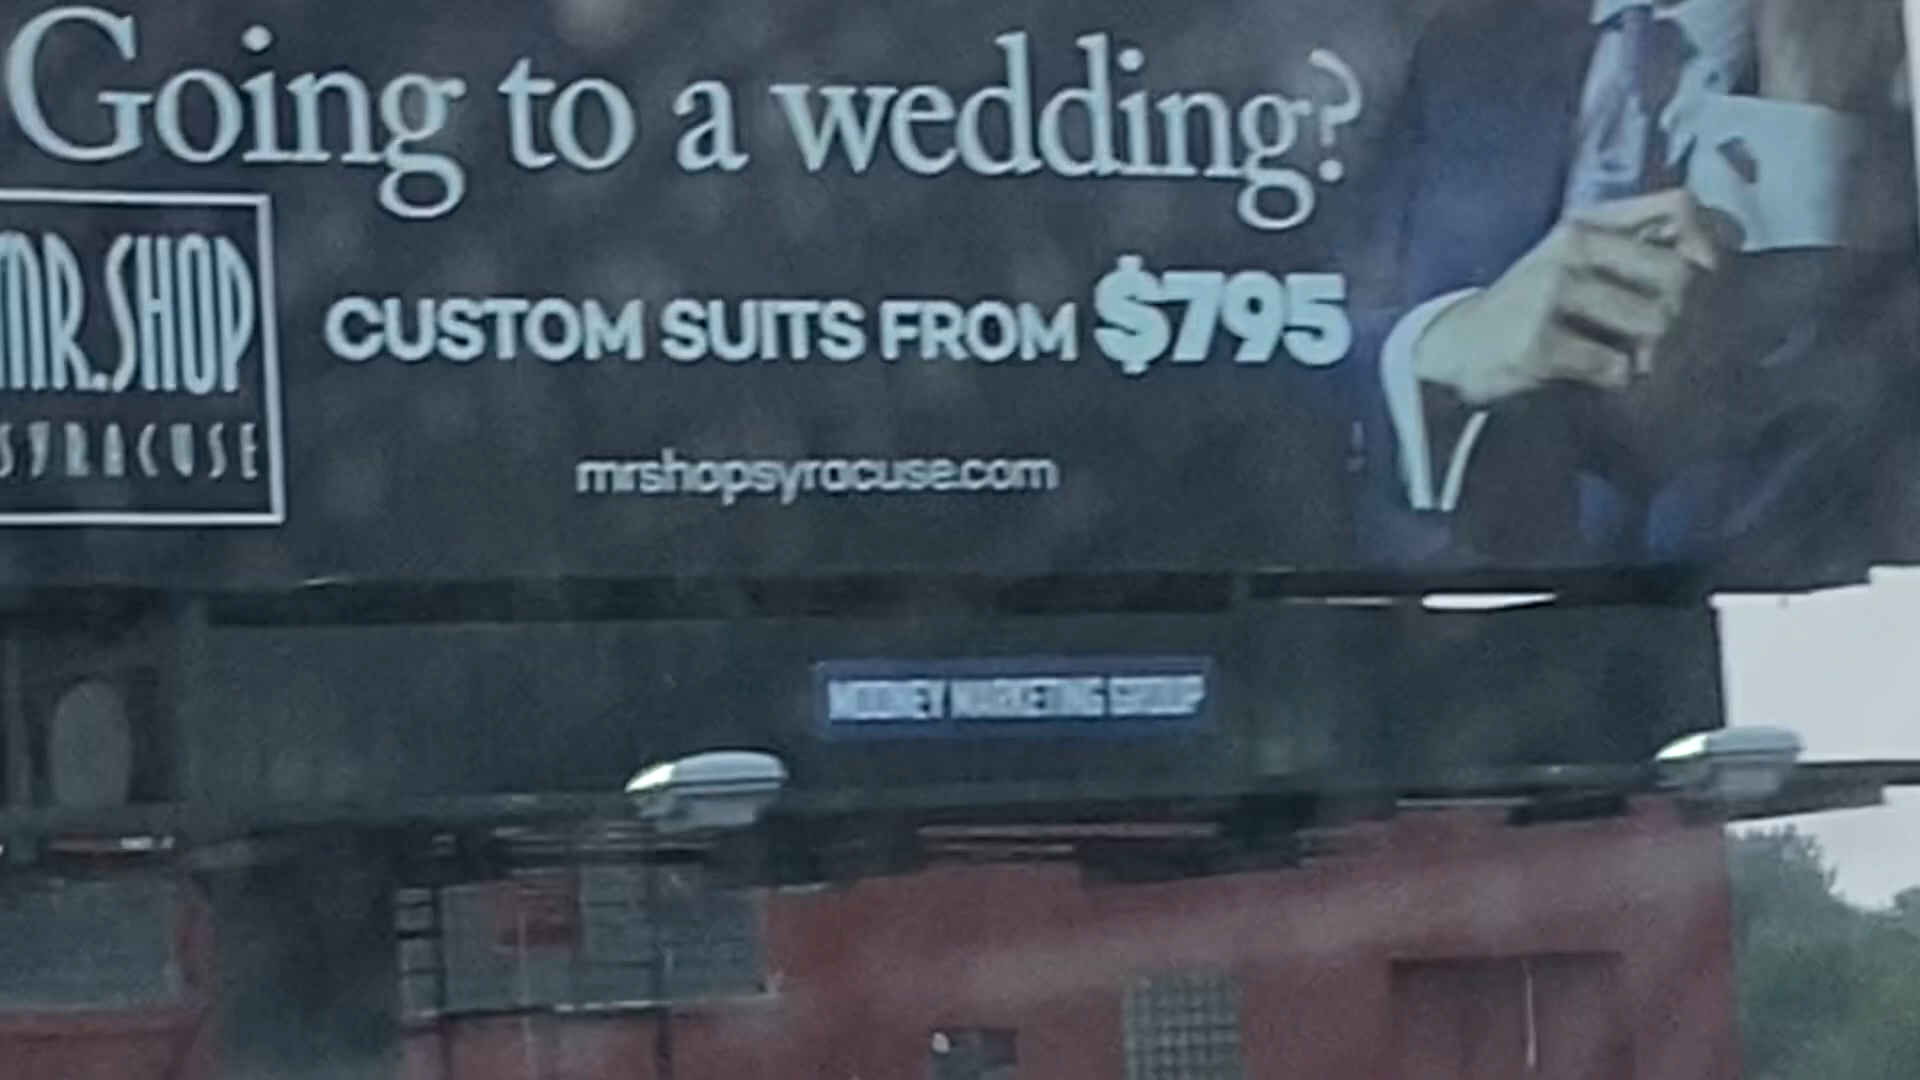 Going to a wedding?
MR. SHOP
SYRACUSE
CUSTOM SUITS FROM $795
mrshopsyracuse.com
MOONEY MARKETING GROUP